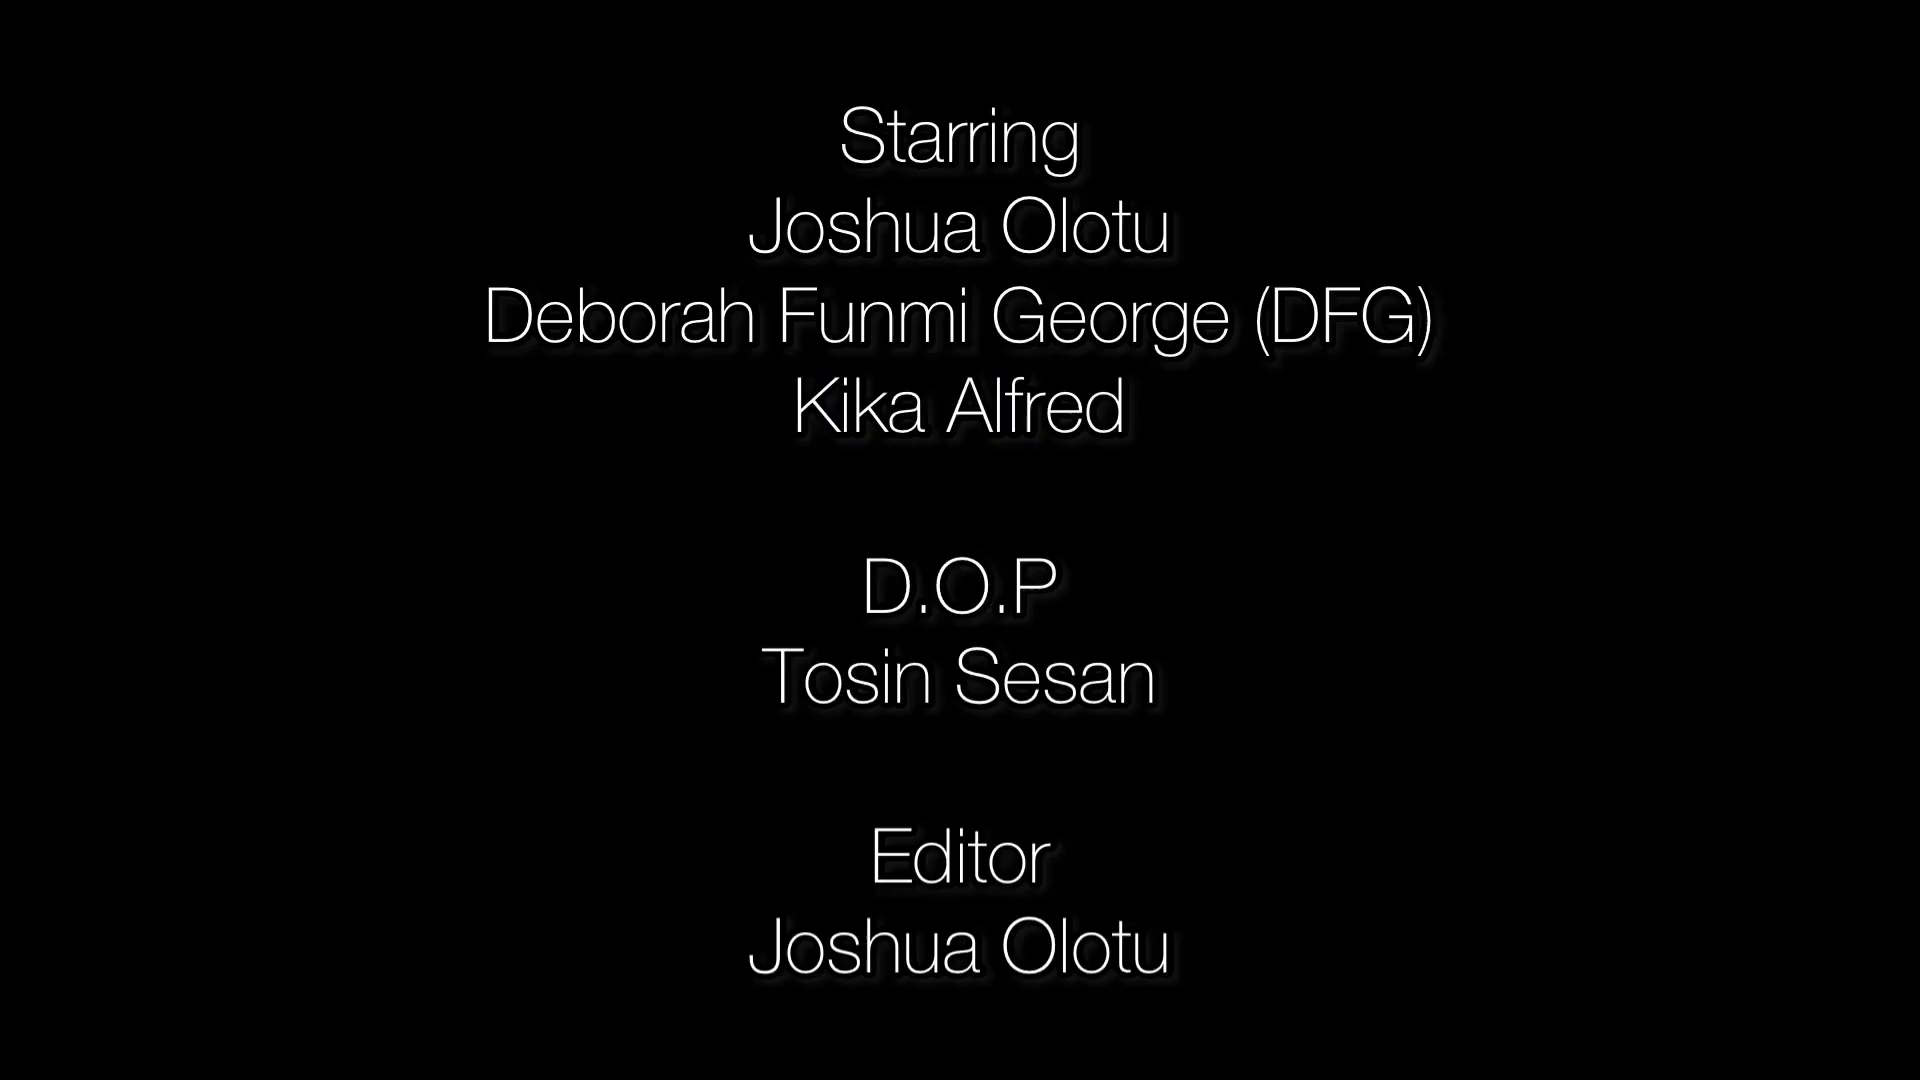 Starring
Joshua Olotu
Deborah Funmi George (DFG)
Kika Alfred
D.O.P
Tosin Sesan
Editor
Joshua Olotu